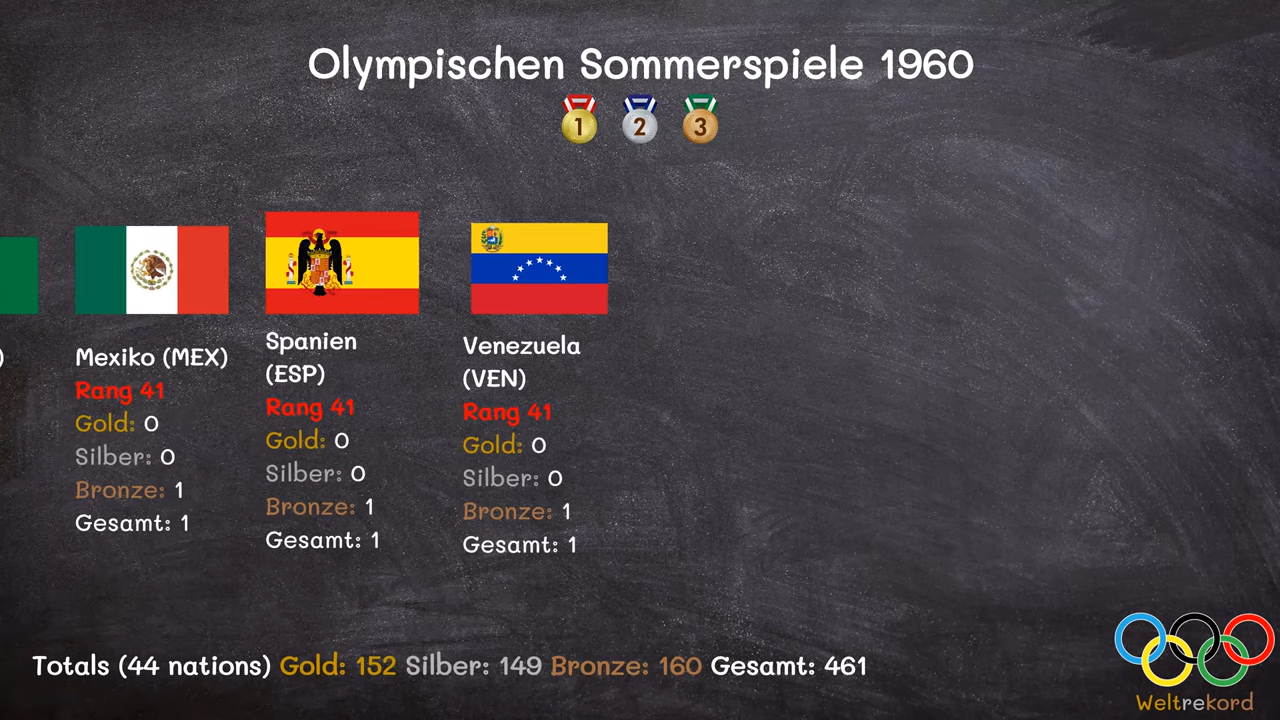 Olympischen Sommerspiele 1960
1 2 3
)
Mexiko (MEX)
Rang 41
Gold: 0
Silber: 0
Bronze: 1
Gesamt: 1
Spanien
(ESP)
Rang 41
Gold: 0
Silber: 0
Bronze: 1
Gesamt: 1
Venezuela
(VEN)
Rang 41
Gold: 0
Silber: 0
Bronze: 1
Gesamt: 1
Totals (44 nations) Gold: 152 Silber: 149 Bronze: 160 Gesamt: 461
Weltrekord